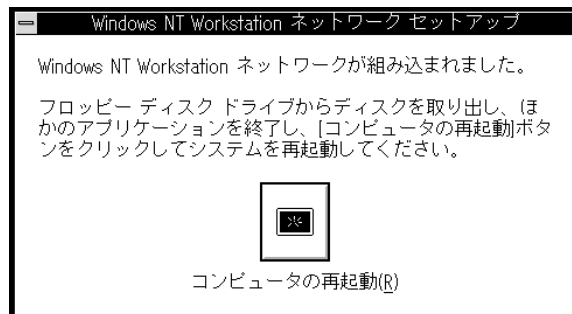 Windows NT Workstation ネットワーク セットアップ
Windows NT Workstation ネットワークが組み込まれました。
フロッピー ディスク ドライブからディスクを取り出し、ほ
かのアプリケーションを終了し、[コンピュータの再起動]ボタ
ンをクリックしてシステムを再起動してください。
コンピュータの再起動(R)